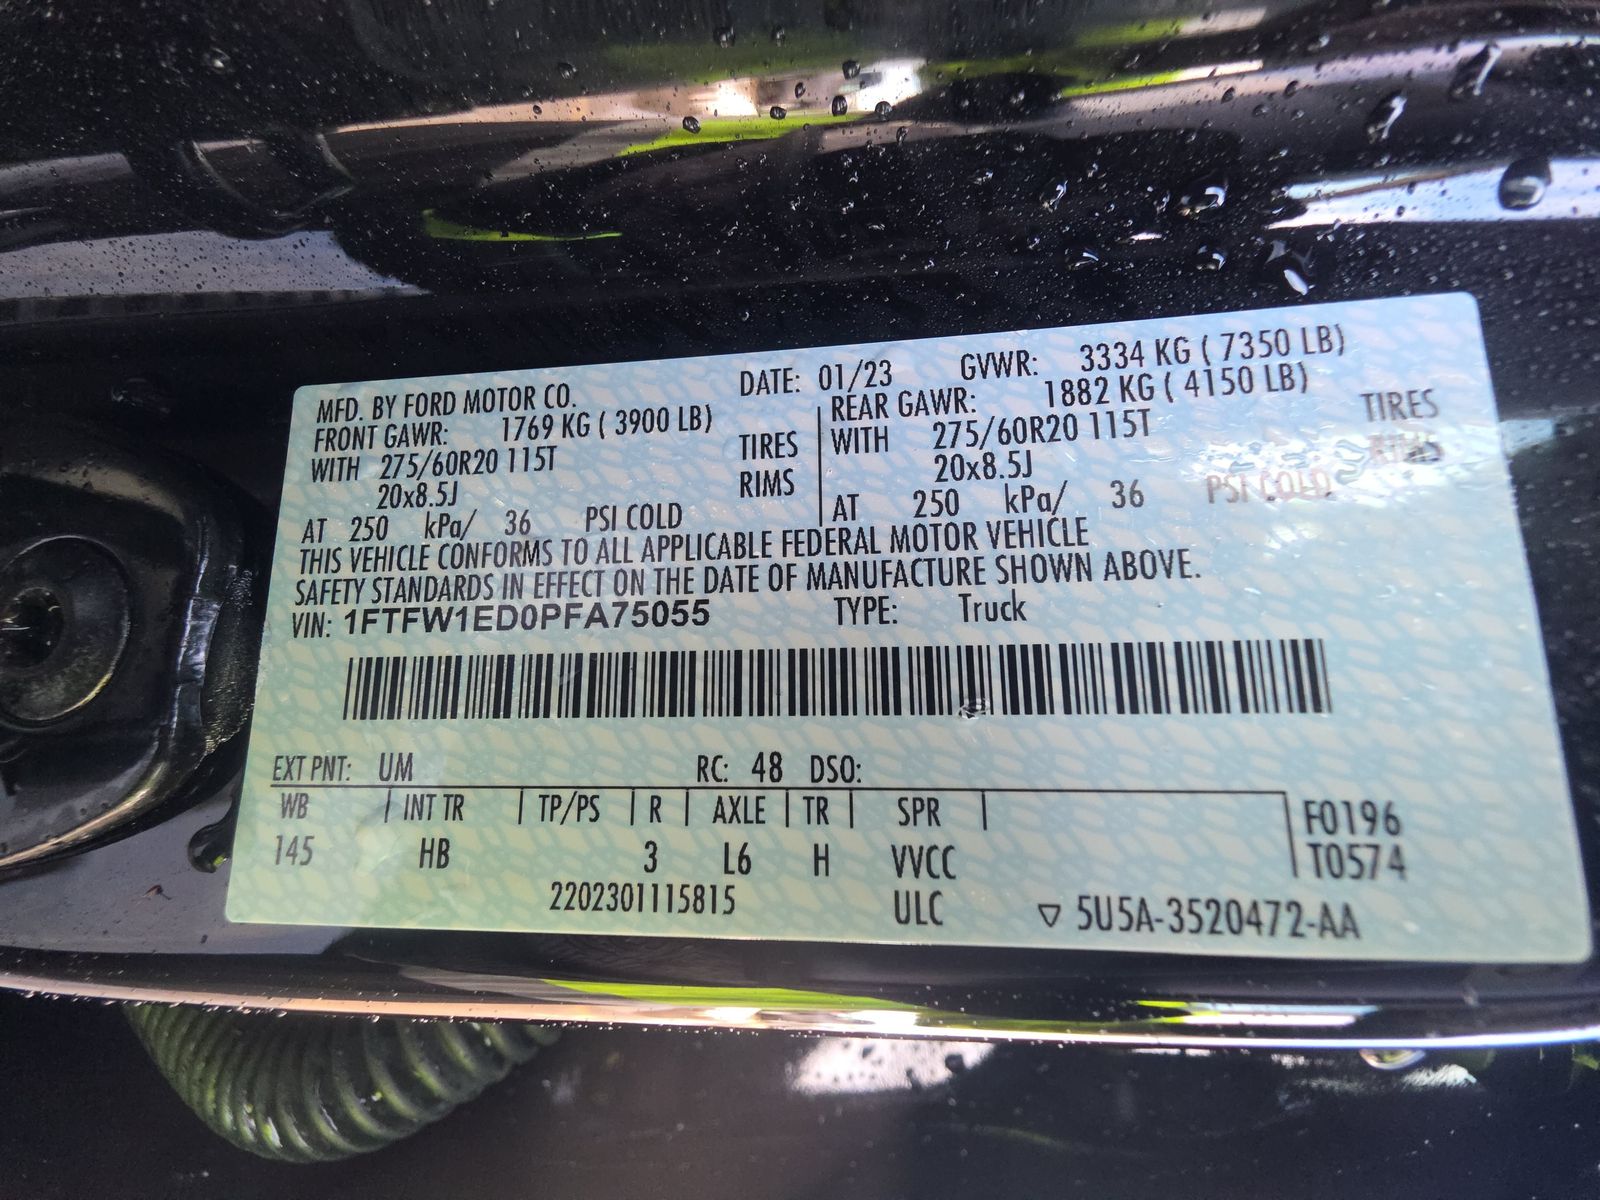 MFD. BY FORD MOTOR CO. DATE: 01/23 GVWR: 3334 KG ( 7350 LB)
FRONT GAWR: 1769 KG ( 3900 LB) REAR GAWR: 1882 KG ( 4150 LB)
WITH 275/60R20 115T TIRES WITH 275/60R20 115T TIRES
20x8.5J RIMS 20x8.5J RIMS
AT 250 kPa/ 36 PSI COLD AT 250 kPa/ 36 PSI COLD
THIS VEHICLE CONFORMS TO ALL APPLICABLE FEDERAL MOTOR VEHICLE
SAFETY STANDARDS IN EFFECT ON THE DATE OF MANUFACTURE SHOWN ABOVE.
VIN: 1FTFW1ED0PFA75055 TYPE: Truck
EXT PNT: UM RC: 48 DSO:
WB | INT TR | TP/PS | R | AXLE | TR | SPR | F0196
145 HB 3 L6 H VVCC T0574
2202301115815 ULC ▽ 5U5A-3520472-AA